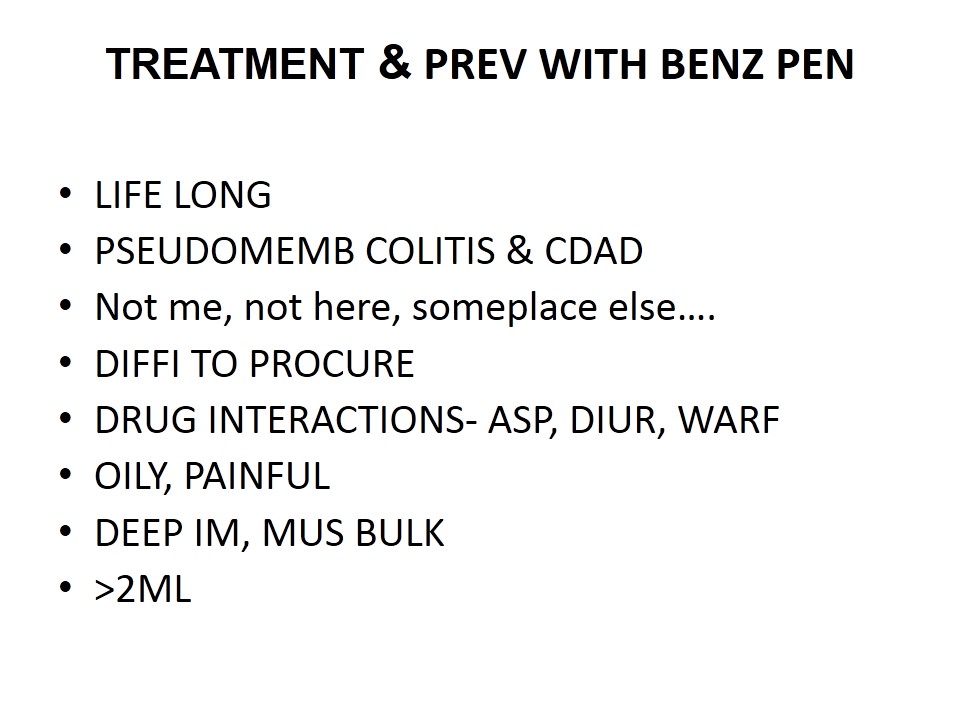 TREATMENT & PREV WITH BENZ PEN
• LIFE LONG
• PSEUDOMEMB COLITIS & CDAD
• Not me, not here, someplace else….
• DIFFI TO PROCURE
• DRUG INTERACTIONS- ASP, DIUR, WARF
• OILY, PAINFUL
• DEEP IM, MUS BULK
• >2ML